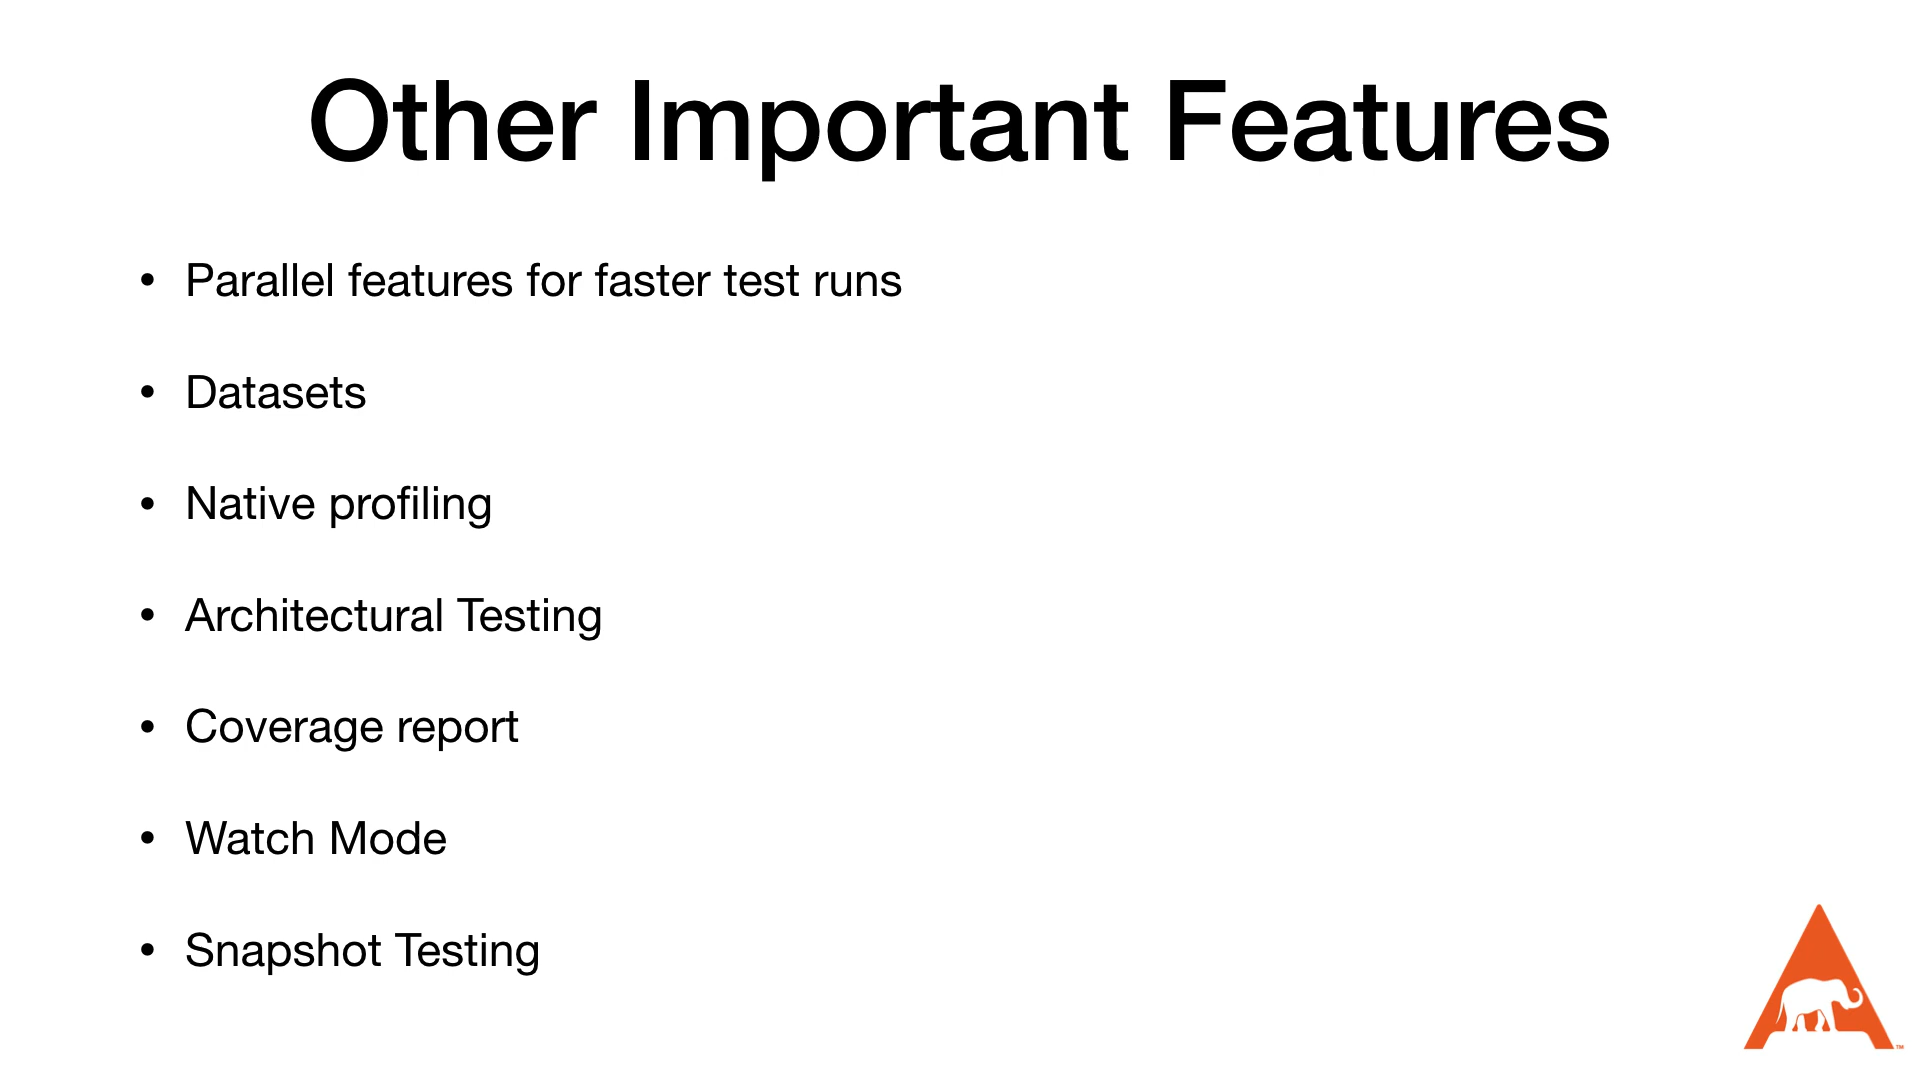 Other Important Features
• Parallel features for faster test runs
• Datasets
• Native profiling
• Architectural Testing
• Coverage report
• Watch Mode
• Snapshot Testing
™